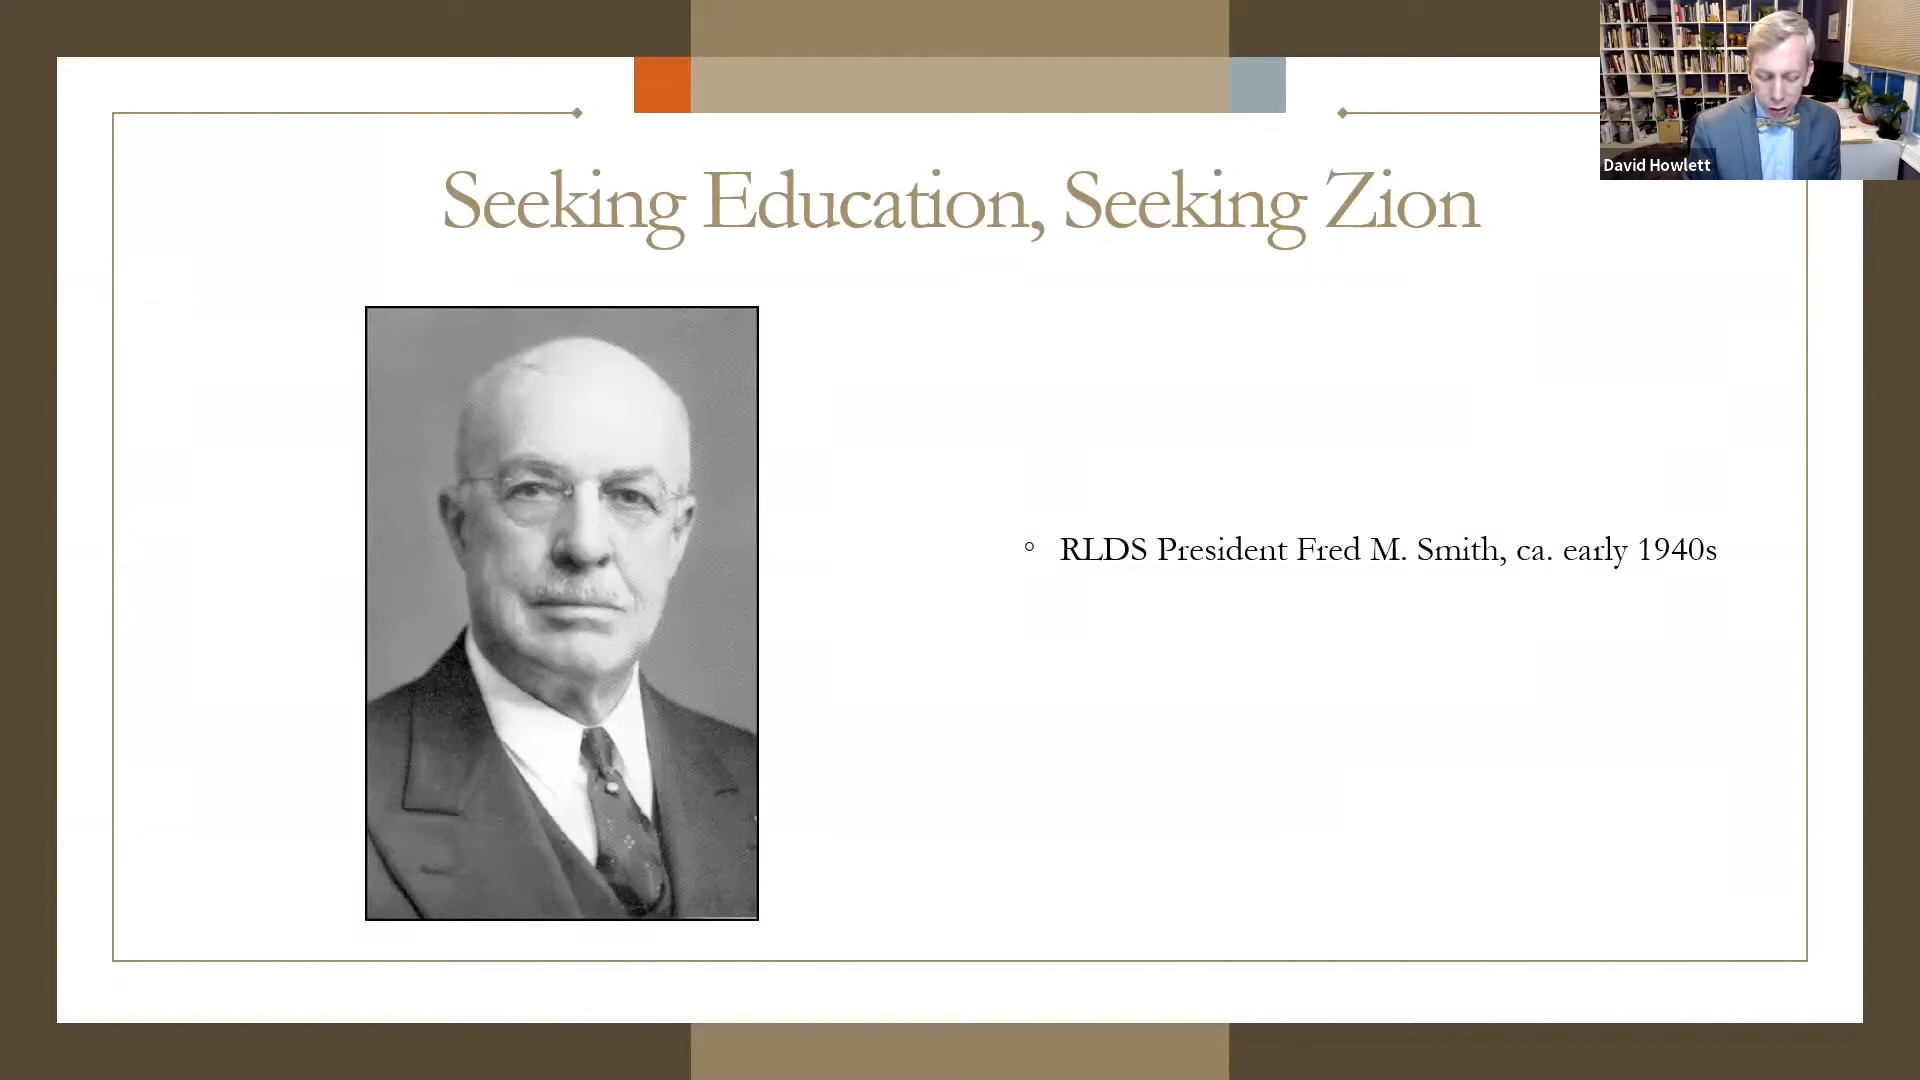 David Howlett
Seeking Education, Seeking Zion
RLDS President Fred M. Smith, ca. early 1940s